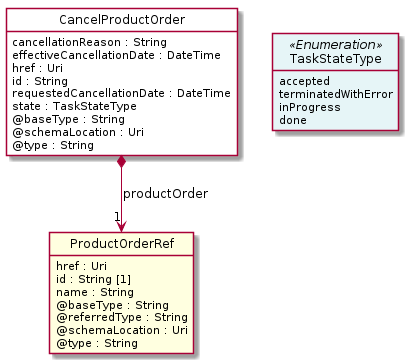 CancelProductOrder
cancellationReason : String
effectiveCancellationDate : DateTime
href : Uri
id : String
requestedCancellationDate : DateTime
state : TaskStateType
@baseType : String
@schemaLocation : Uri
@type : String
«Enumeration»
TaskStateType
accepted
terminatedWithError
inProgress
done
productOrder
1
ProductOrderRef
href : Uri
id : String [1]
name : String
@baseType : String
@referredType : String
@schemaLocation : Uri
@type : String